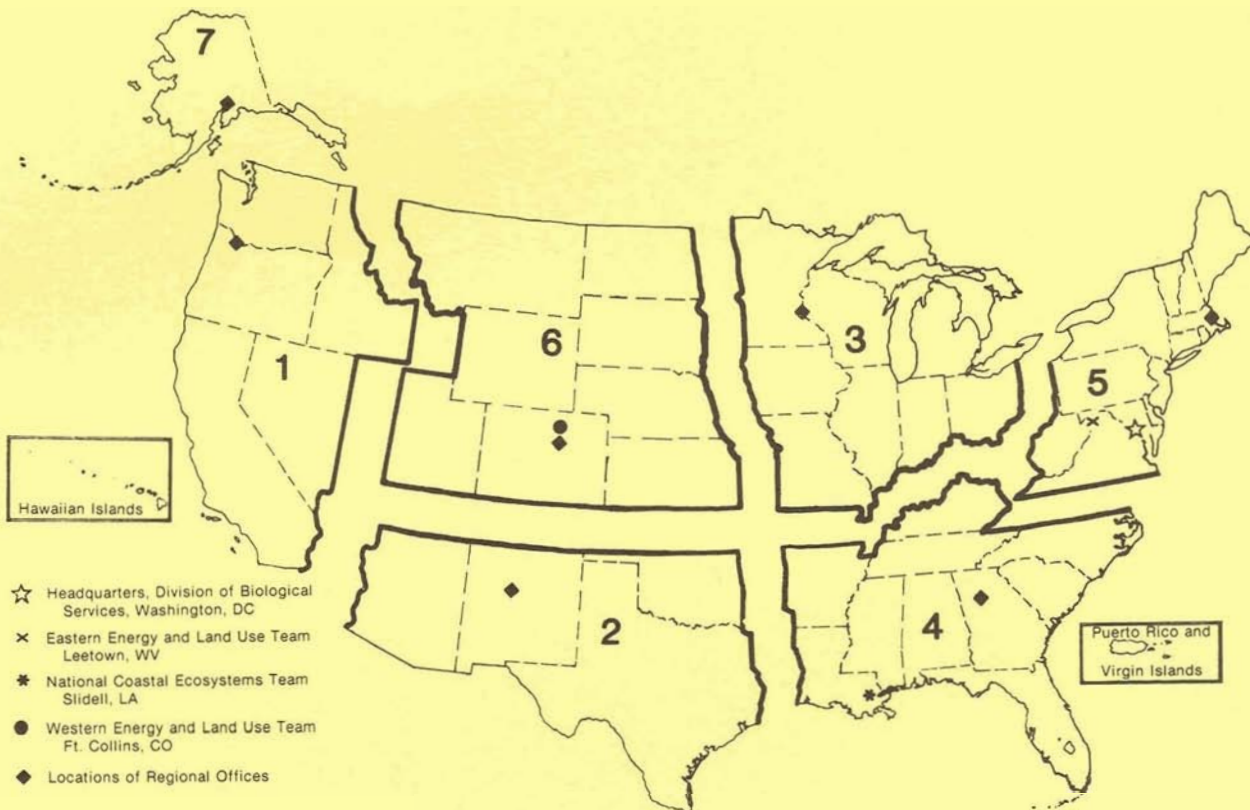 7
1
6
3
5
2
4
Hawaiian Islands
Puerto Rico and
Virgin Islands
Headquarters, Division of Biological
Services, Washington, DC
Eastern Energy and Land Use Team
Leetown, WV
National Coastal Ecosystems Team
Slidell, LA
Western Energy and Land Use Team
Ft. Collins, CO
Locations of Regional Offices